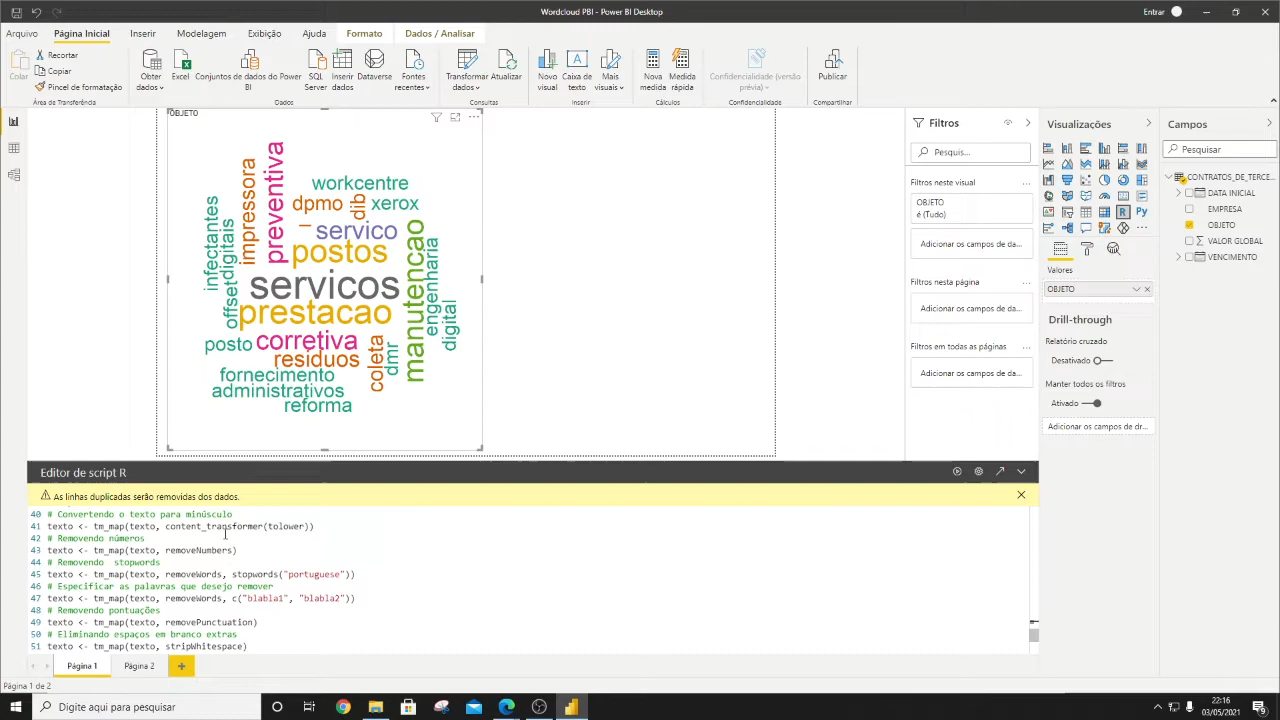 Wordcloud PBI - Power BI Desktop
Entrar
Arquivo
Página Inicial
Inserir
Modelagem
Exibição
Ajuda
Formato
Dados / Analisar
Colar
Recortar
Copiar
Pincel de formatação
Área de Transferência
Obter
dados
Excel
Conjuntos de dados do Power
BI
SQL
Server
Inserir
dados
Dataverse
Fontes
recentes
Dados
Transformar
dados
Atualizar
Consultas
Novo
visual
Caixa de
texto
Mais
visuais
Inserir
Nova
medida
Medida
rápida
Cálculos
Confidencialidade (versão
prévia)
Confidencialidade
Publicar
Compartilhar
OBJETO
workcentre
dpmo
dib
xerox
impressora
preventiva
servico
postos
infectantes
digitais
servicos
offset
prestacao
manutencao
engenharia
digital
posto
corretiva
residuos
coleta
dmr
fornecimento
administrativos
reforma
Filtros
Pesquis...
Filtros neste visual
...
OBJETO
é (Tudo)
Adicionar os campos de da...
Filtros nesta página
...
Adicionar os campos de da...
Filtros em todas as páginas
...
Adicionar os campos de da...
Visualizações
R
Py
...
Valores
OBJETO
Drill-through
Relatório cruzado
Desativado
Manter todos os filtros
Ativado
Adicionar os campos de dr...
Campos
Pesquisar
CONTRATOS_DE_TERCE...
DATA INICIAL
EMPRESA
OBJETO
VALOR GLOBAL
VENCIMENTO
Editor de script R
As linhas duplicadas serão removidas dos dados.
40 # Convertendo o texto para minúsculo
41 texto <- tm_map(texto, content_transformer(tolower))
42 # Removendo números
43 texto <- tm_map(texto, removeNumbers)
44 # Removendo  stopwords
45 texto <- tm_map(texto, removeWords, stopwords("portuguese"))
46 # Especificar as palavras que desejo remover
47 texto <- tm_map(texto, removeWords, c("blabla1", "blabla2"))
48 # Removendo pontuações
49 texto <- tm_map(texto, removePunctuation)
50 # Eliminando espaços em branco extras
51 texto <- tm_map(texto, stripWhitespace)
Página 1
Página 2
+
Página 1 de 2
Digite aqui para pesquisar
22:16
03/05/2021